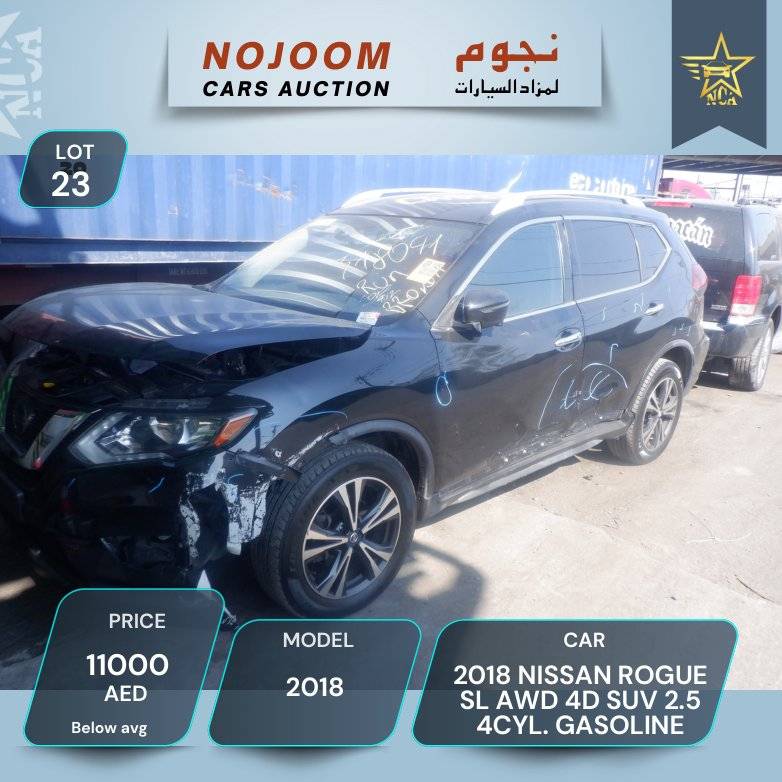 NOJOOM
CARS AUCTION
نجوم
لمزاد السيارات
NCA
LOT
23
RUN
PRICE
11000
AED
Below avg
MODEL
2018
CAR
2018 NISSAN ROGUE
SL AWD 4D SUV 2.5
4CYL. GASOLINE